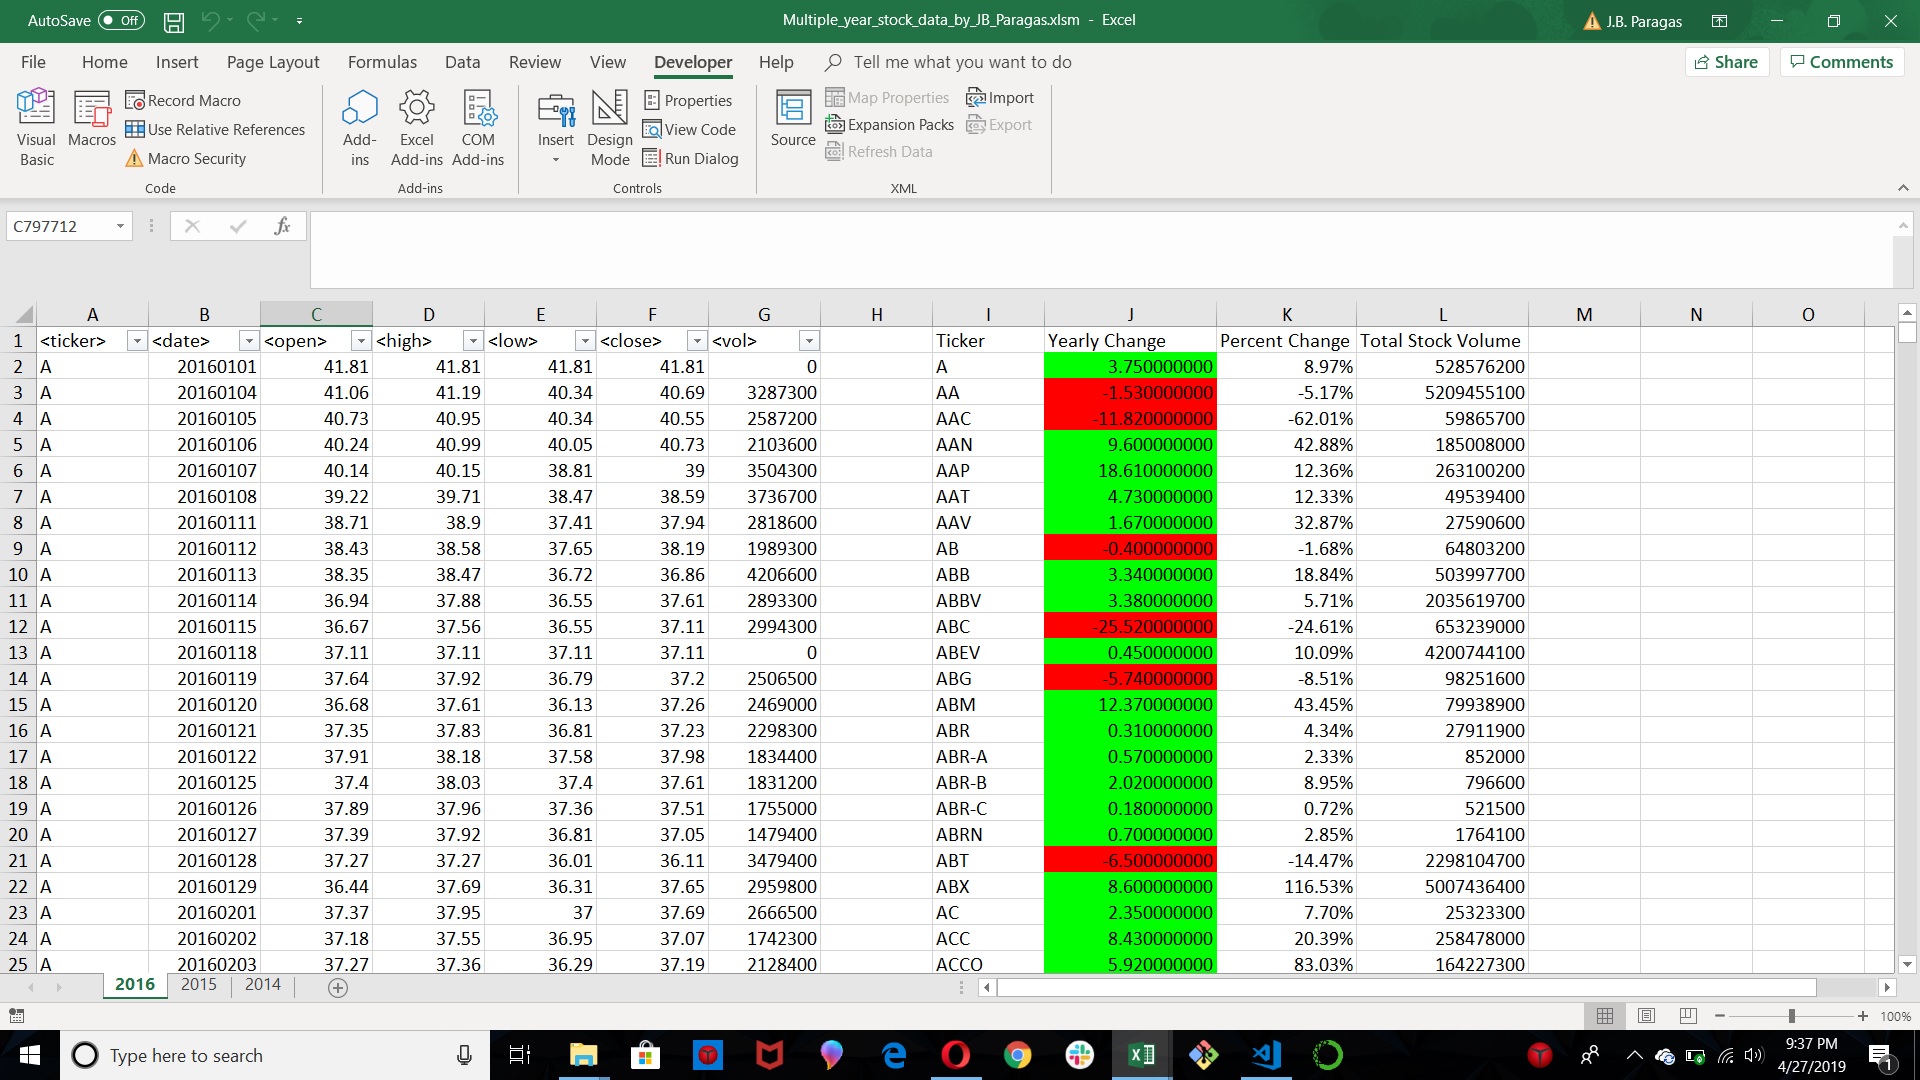 AutoSave Off Multiple_year_stock_data_by_JB_Paragas.xlsm - Excel J.B. Paragas
File Home Insert Page Layout Formulas Data Review View Developer Help Tell me what you want to do Share Comments
Visual Basic Macros Record Macro Use Relative References Macro Security Code
Add-ins Excel Add-ins COM Add-ins Add-ins
Insert Design Mode Properties View Code Run Dialog Controls
Source Map Properties Expansion Packs Refresh Data Import Export XML
C797712 fx
A B C D E F G H I J K L M N O
1 <ticker> <date> <open> <high> <low> <close> <vol> Ticker Yearly Change Percent Change Total Stock Volume
2 A 20160101 41.81 41.81 41.81 41.81 0 A 3.750000000 8.97% 528576200
3 A 20160104 41.06 41.19 40.34 40.69 3287300 AA -1.530000000 -5.17% 5209455100
4 A 20160105 40.73 40.95 40.34 40.55 2587200 AAC -11.820000000 -62.01% 59865700
5 A 20160106 40.24 40.99 40.05 40.73 2103600 AAN 9.600000000 42.88% 185008000
6 A 20160107 40.14 40.15 38.81 39 3504300 AAP 18.610000000 12.36% 263100200
7 A 20160108 39.22 39.71 38.47 38.59 3736700 AAT 4.730000000 12.33% 49539400
8 A 20160111 38.71 38.9 37.41 37.94 2818600 AAV 1.670000000 32.87% 27590600
9 A 20160112 38.43 38.58 37.65 38.19 1989300 AB -0.400000000 -1.68% 64803200
10 A 20160113 38.35 38.47 36.72 36.86 4206600 ABB 3.340000000 18.84% 503997700
11 A 20160114 36.94 37.88 36.55 37.61 2893300 ABBV 3.380000000 5.71% 2035619700
12 A 20160115 36.67 37.56 36.55 37.11 2994300 ABC -25.520000000 -24.61% 653239000
13 A 20160118 37.11 37.11 37.11 37.11 0 ABEV 0.450000000 10.09% 4200744100
14 A 20160119 37.64 37.92 36.79 37.2 2506500 ABG -5.740000000 -8.51% 98251600
15 A 20160120 36.68 37.61 36.13 37.26 2469000 ABM 12.370000000 43.45% 79938900
16 A 20160121 37.35 37.83 36.81 37.23 2298300 ABR 0.310000000 4.34% 27911900
17 A 20160122 37.91 38.18 37.58 37.98 1834400 ABR-A 0.570000000 2.33% 852000
18 A 20160125 37.4 38.03 37.4 37.61 1831200 ABR-B 2.020000000 8.95% 796600
19 A 20160126 37.89 37.96 37.36 37.51 1755000 ABR-C 0.180000000 0.72% 521500
20 A 20160127 37.39 37.92 36.81 37.05 1479400 ABRN 0.700000000 2.85% 1764100
21 A 20160128 37.27 37.27 36.01 36.11 3479400 ABT -6.500000000 -14.47% 2298104700
22 A 20160129 36.44 37.69 36.31 37.65 2959800 ABX 8.600000000 116.53% 5007436400
23 A 20160201 37.37 37.95 37 37.69 2666500 AC 2.350000000 7.70% 25323300
24 A 20160202 37.18 37.55 36.95 37.07 1742300 ACC 8.430000000 20.39% 258478000
25 A 20160203 37.27 37.36 36.29 37.19 2128400 ACCO 5.920000000 83.03% 164227300
2016 2015 2014
100%
Type here to search 9:37 PM
4/27/2019 1